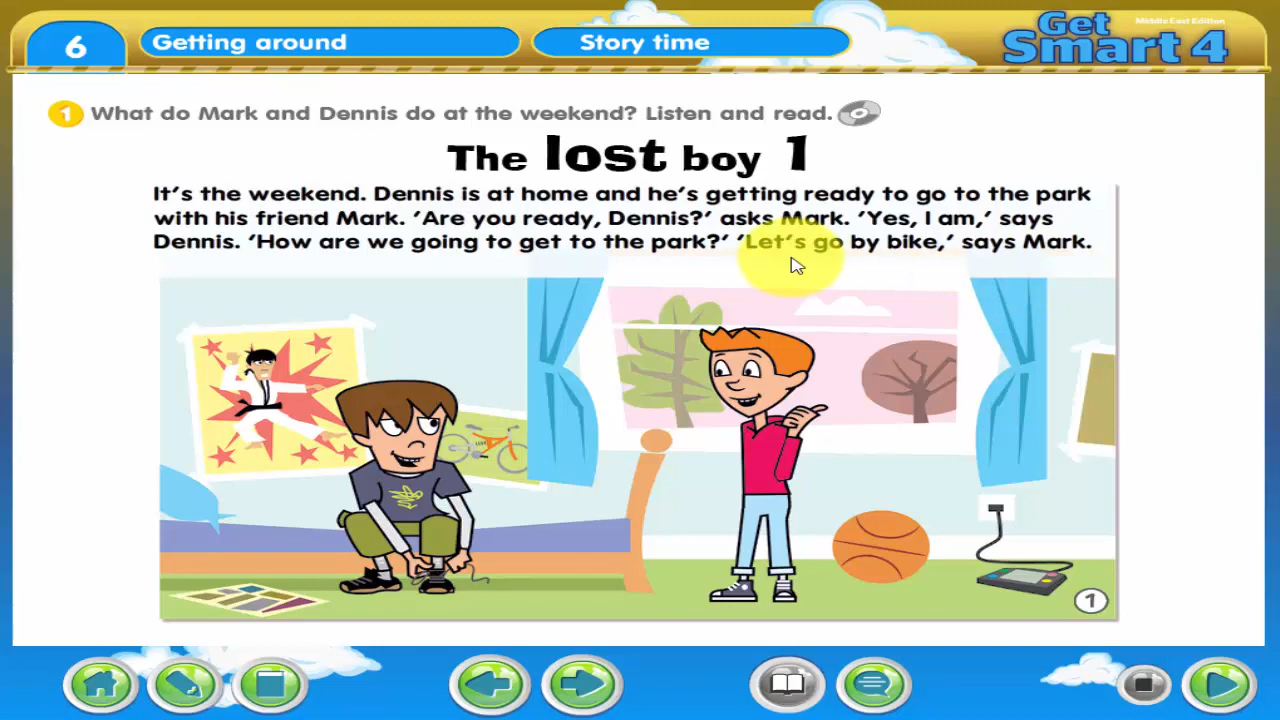 6
Getting around
Story time
Middle East Edition
Get
Smart 4
1 What do Mark and Dennis do at the weekend? Listen and read.
The lost boy 1
It's the weekend. Dennis is at home and he's getting ready to go to the park
with his friend Mark. 'Are you ready, Dennis?' asks Mark. 'Yes, I am,' says
Dennis. 'How are we going to get to the park?' 'Let's go by bike,' says Mark.
1